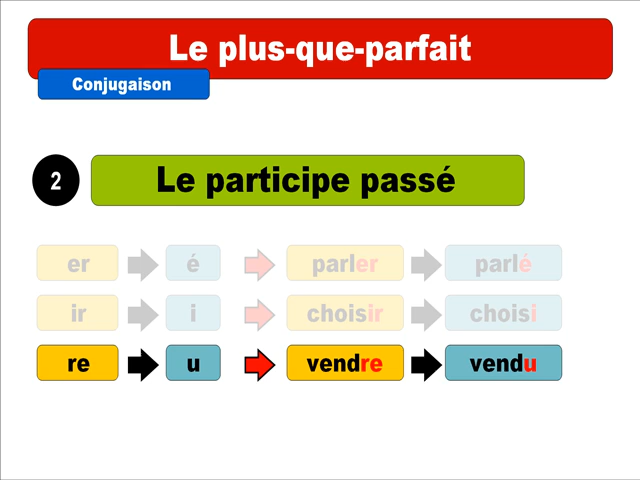 Le plus-que-parfait
Conjugaison
2 Le participe passé
er é parler parlé
ir i choisir choisi
re u vendre vendu